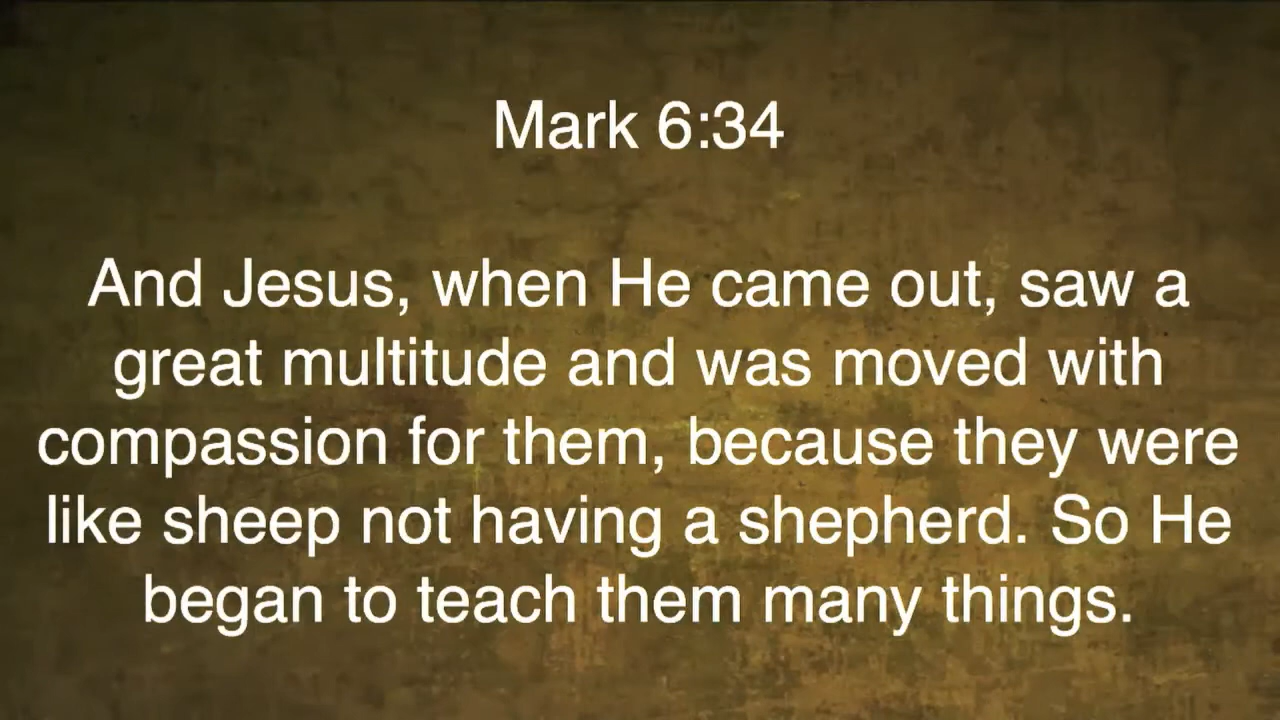 Mark 6:34
And Jesus, when He came out, saw a
great multitude and was moved with
compassion for them, because they were
like sheep not having a shepherd. So He
began to teach them many things.